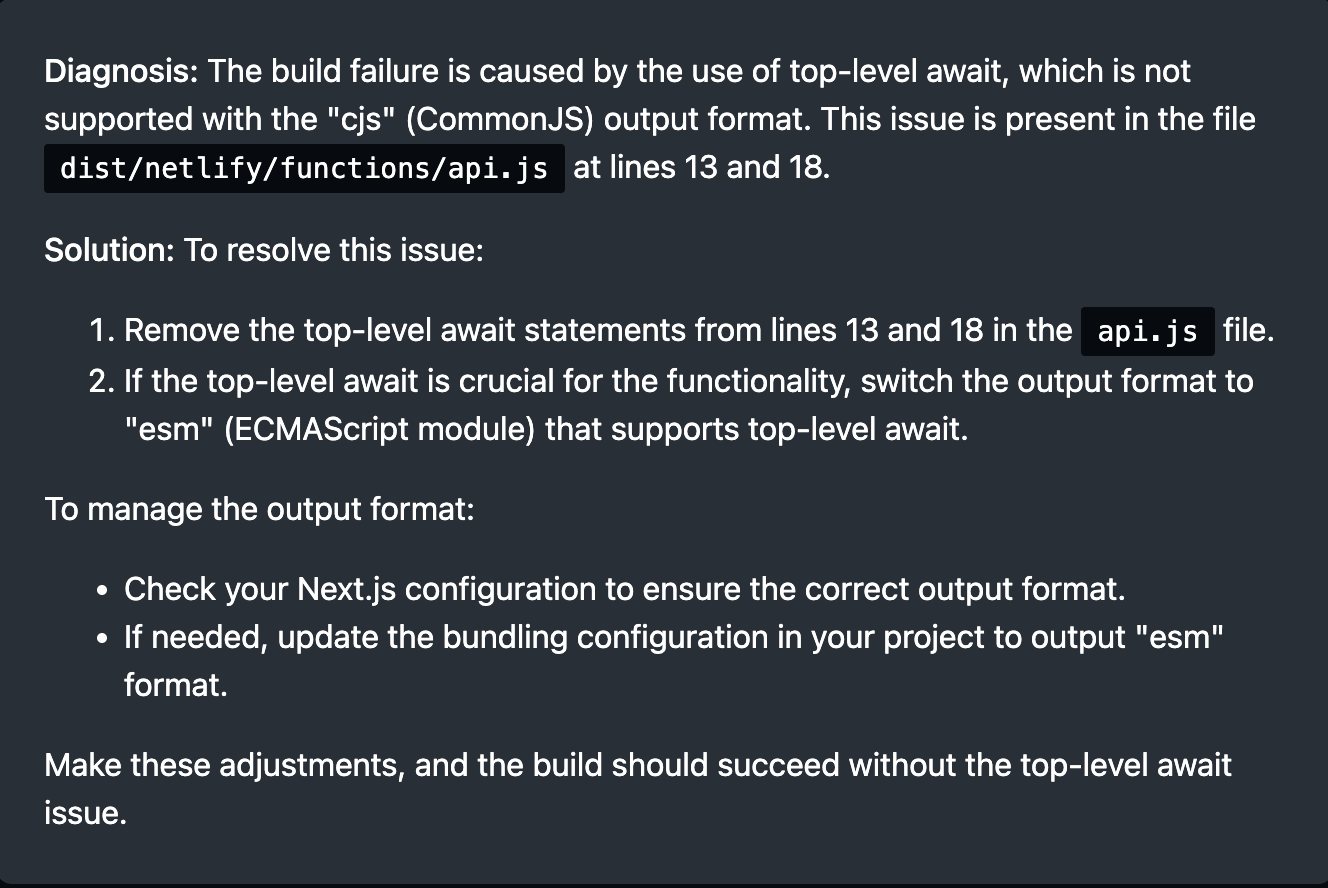 Diagnosis: The build failure is caused by the use of top-level await, which is not
supported with the "cjs" (CommonJS) output format. This issue is present in the file
dist/netlify/functions/api.js at lines 13 and 18.
Solution: To resolve this issue:
1. Remove the top-level await statements from lines 13 and 18 in the api.js file.
2. If the top-level await is crucial for the functionality, switch the output format to
"esm" (ECMAScript module) that supports top-level await.
To manage the output format:
• Check your Next.js configuration to ensure the correct output format.
• If needed, update the bundling configuration in your project to output "esm"
format.
Make these adjustments, and the build should succeed without the top-level await
issue.